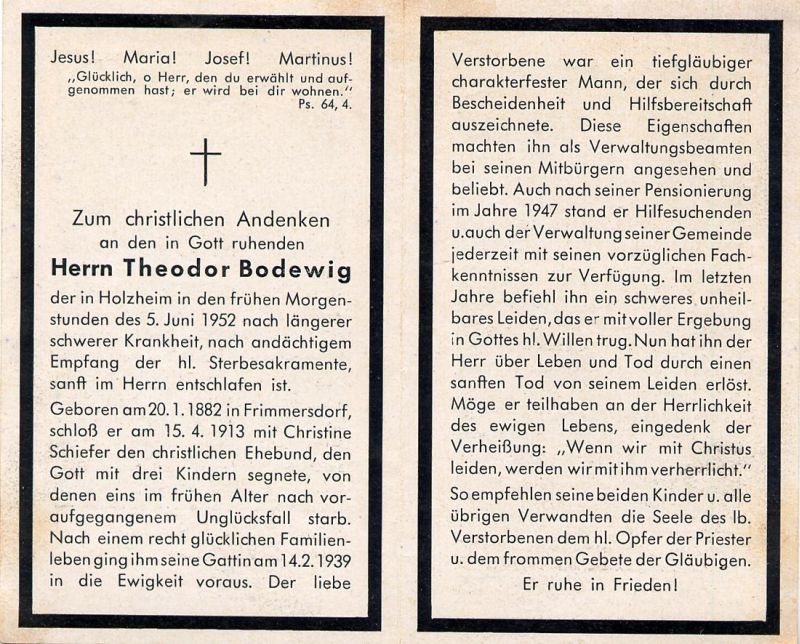 Jesus! Maria! Josef! Martinus!
„Glücklich, o Herr, den du erwählt und auf-
genommen hast; er wird bei dir wohnen."
Ps. 64, 4.
Zum christlichen Andenken
an den in Gott ruhenden
Herrn Theodor Bodewig
der in Holzheim in den frühen Morgen-
stunden des 5. Juni 1952 nach längerer
schwerer Krankheit, nach andächtigem
Empfang der hl. Sterbesakramente,
sanft im Herrn entschlafen ist.
Geboren am 20. 1. 1882 in Frimmersdorf,
schloß er am 15. 4. 1913 mit Christine
Schiefer den christlichen Ehebund, den
Gott mit drei Kindern segnete, von
denen eins im frühen Alter nach vor-
aufgegangenem Unglücksfall starb.
Nach einem recht glücklichen Familien-
leben ging ihm seine Gattin am 14.2. 1939
in die Ewigkeit voraus. Der liebe
Verstorbene war ein tiefgläubiger
charakterfester Mann, der sich durch
Bescheidenheit und Hilfsbereitschaft
auszeichnete. Diese Eigenschaften
machten ihn als Verwaltungsbeamten
bei seinen Mitbürgern angesehen und
beliebt. Auch nach seiner Pensionierung
im Jahre 1947 stand er Hilfesuchenden
u. auch der Verwaltung seiner Gemeinde
jederzeit mit seinen vorzüglichen Fach-
kenntnissen zur Verfügung. Im letzten
Jahre befiehl ihn ein schweres unheil-
bares Leiden, das er mit voller Ergebung
in Gottes hl. Willen trug. Nun hat ihn der
Herr über Leben und Tod durch einen
sanften Tod von seinem Leiden erlöst.
Möge er teilhaben an der Herrlichkeit
des ewigen Lebens, eingedenk der
Verheißung: „Wenn wir mit Christus
leiden, werden wir mit ihm verherrlicht."
So empfehlen seine beiden Kinder u. alle
übrigen Verwandten die Seele des lb.
Verstorbenen dem hl. Opfer der Priester
u. dem frommen Gebete der Gläubigen.
Er ruhe in Frieden!